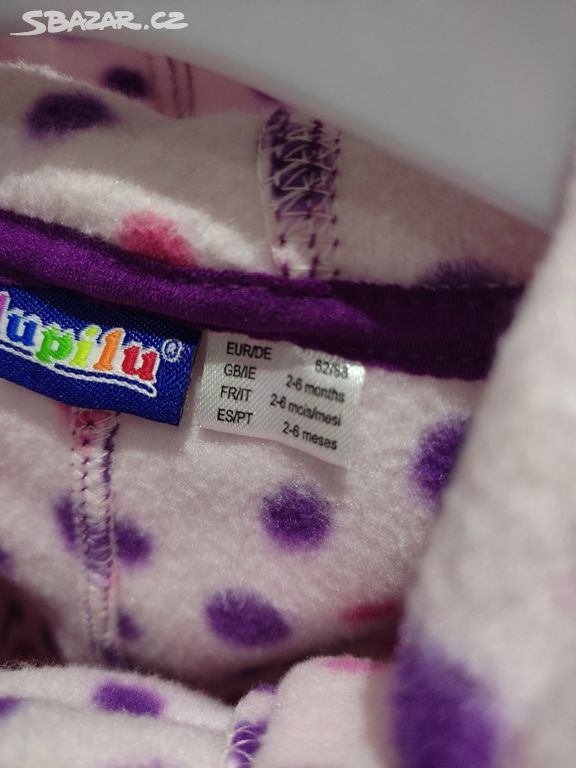 SBAZAR.CZ
lupilu®
EUR/DE 62/68
GB/IE 2-6 months
FR/IT 2-6 mois/mesi
ES/PT 2-6 meses